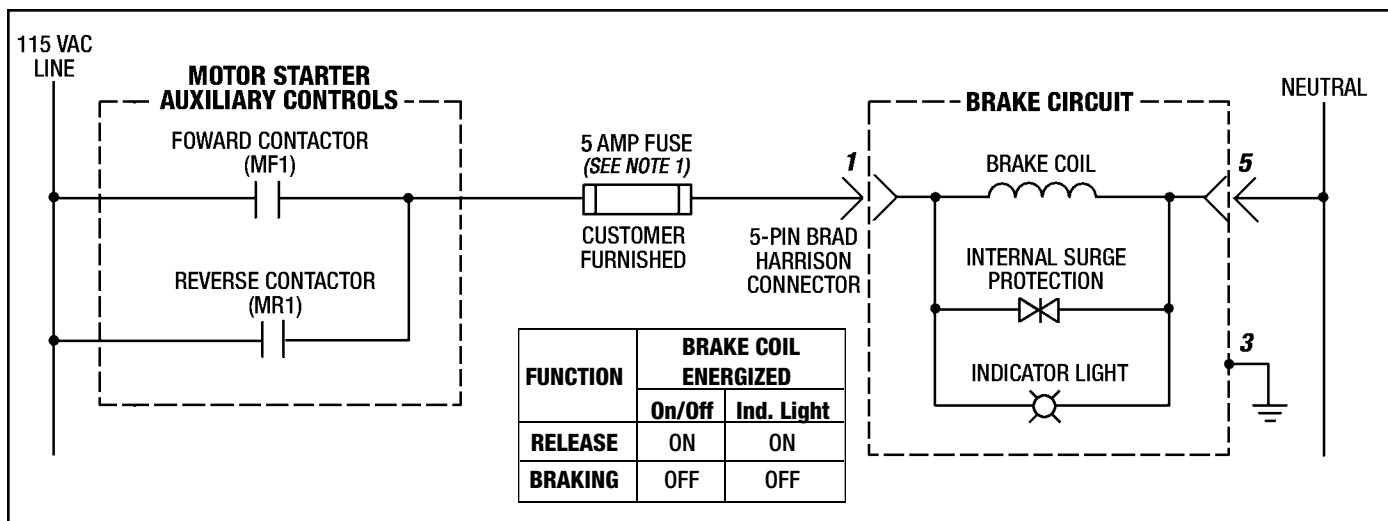 115 VAC
LINE
MOTOR STARTER
AUXILIARY CONTROLS
FOWARD CONTACTOR
(MF1)
REVERSE CONTACTOR
(MR1)
5 AMP FUSE
(SEE NOTE 1)
CUSTOMER
FURNISHED
1
5-PIN BRAD
HARRISON
CONNECTOR
BRAKE CIRCUIT
BRAKE COIL
INTERNAL SURGE
PROTECTION
INDICATOR LIGHT
5
3
NEUTRAL
FUNCTION
BRAKE COIL
ENERGIZED
On/Off Ind. Light
RELEASE ON ON
BRAKING OFF OFF